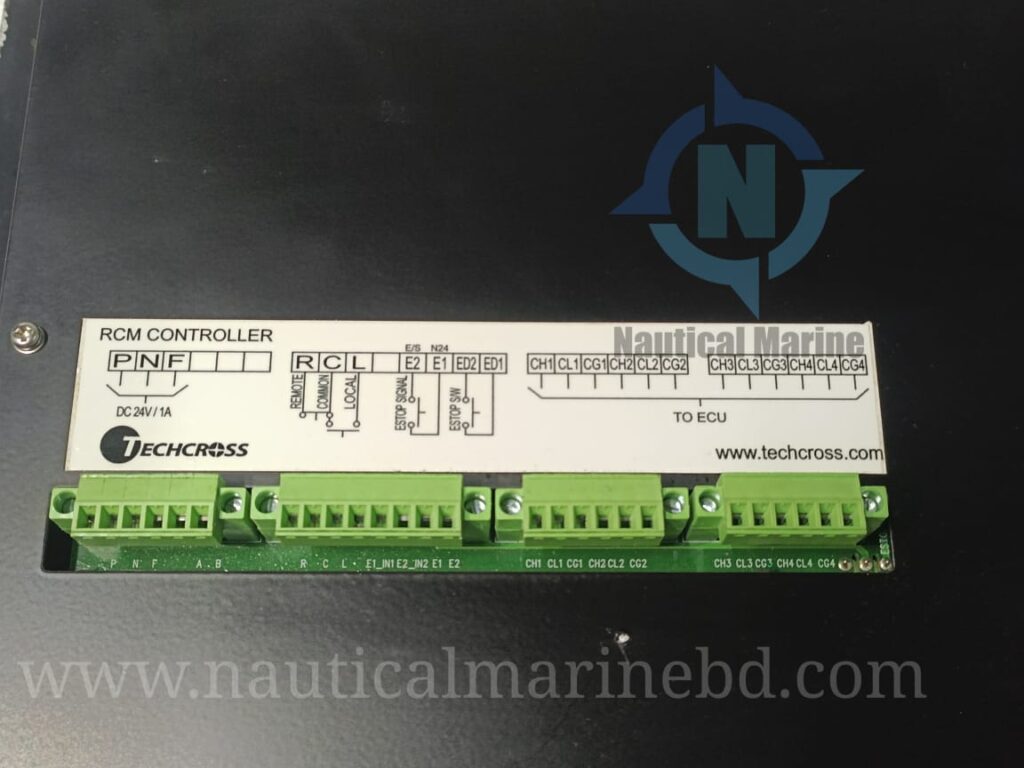 N
Nautical Marine
RCM CONTROLLER
E/S N24
P N F
R C L E2 E1 ED2 ED1
CH1 CL1 CG1 CH2 CL2 CG2
CH3 CL3 CG3 CH4 CL4 CG4
DC 24V / 1A
REMOTE
COMMON
LOCAL
ESTOP SIGNAL
ESTOP S/W
TO ECU
TECHCROSS
www.techcross.com
P N F A B
R C L E1_IN1 E2_IN2 E1 E2
CH1 CL1 CG1 CH2 CL2 CG2
CH3 CL3 CG3 CH4 CL4 CG4
www.nauticalmarinebd.com